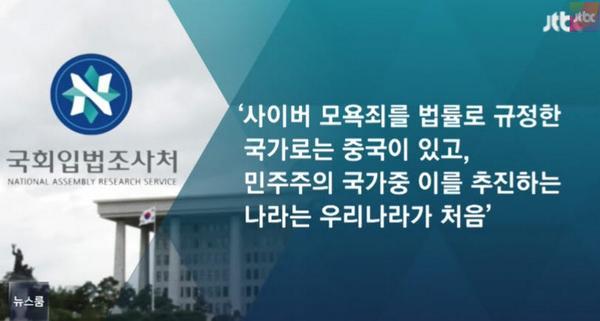 jtbc
jtbc
국회입법조사처
NATIONAL ASSEMBLY RESEARCH SERVICE
‘사이버 모욕죄를 법률로 규정한
국가로는 중국이 있고,
민주주의 국가중 이를 추진하는
나라는 우리나라가 처음’
뉴스룸